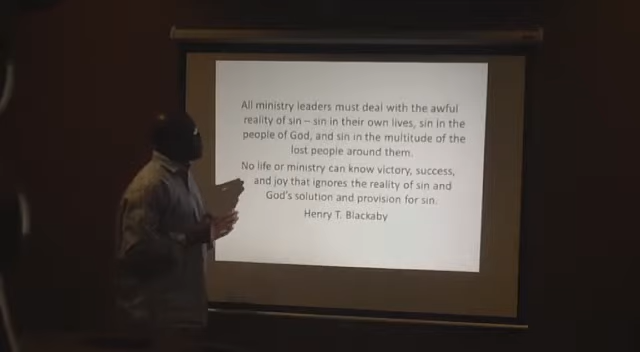 All ministry leaders must deal with the awful
reality of sin – sin in their own lives, sin in the
people of God, and sin in the multitude of the
lost people around them.
No life or ministry can know victory, success,
and joy that ignores the reality of sin and
God's solution and provision for sin.
Henry T. Blackaby